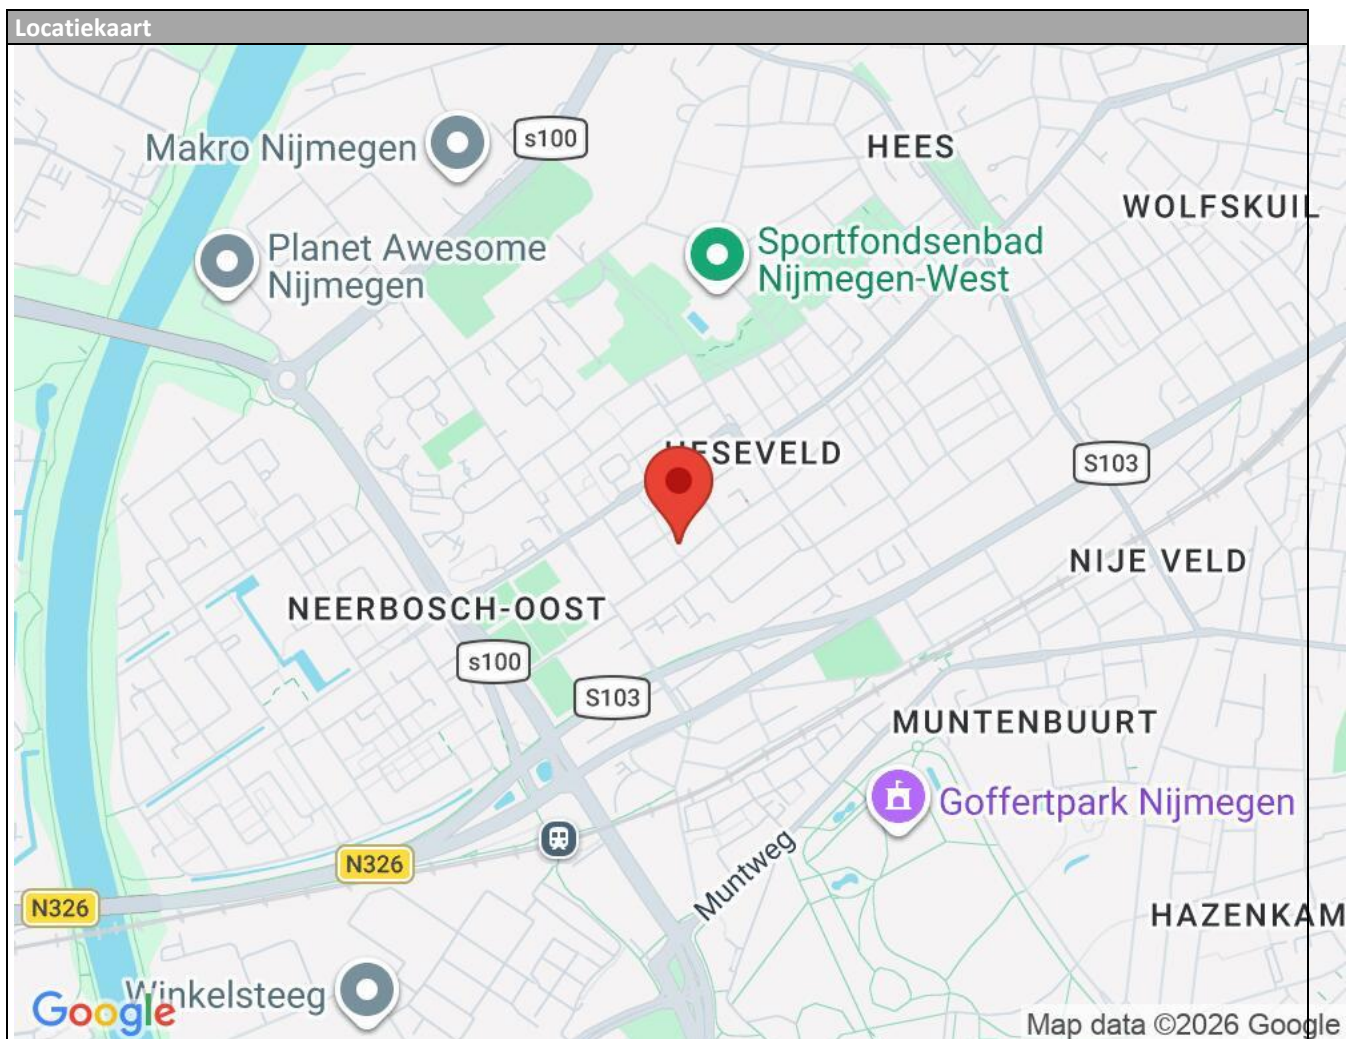 Locatiekaart
Makro Nijmegen
s100
HEES
WOLFSKUIL
Planet Awesome
Nijmegen
Sportfondsenbad
Nijmegen-West
HESEVELD
S103
NIJE VELD
NEERBOSCH-OOST
s100
S103
MUNTENBUURT
Goffertpark Nijmegen
N326
Muntweg
N326
HAZENKAM
Winkelsteeg
Google
Map data ©2026 Google